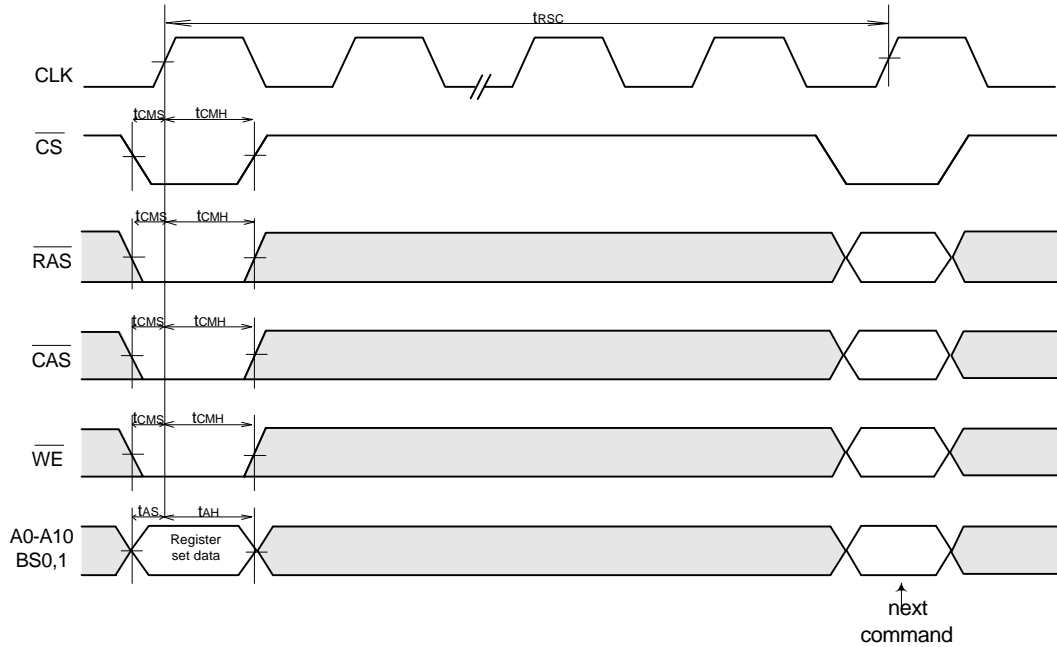 tRSC
CLK
tCMS tCMH
CS
tCMS tCMH
RAS
tCMS tCMH
CAS
tCMS tCMH
WE
tAS tAH
A0-A10
BS0,1
Register
set data
next
command